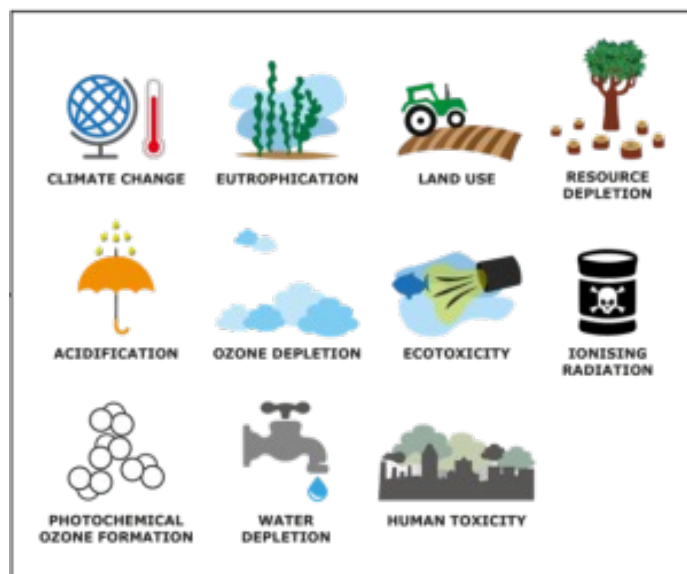 CLIMATE CHANGE
EUTROPHICATION
LAND USE
RESOURCE
DEPLETION
ACIDIFICATION
OZONE DEPLETION
ECOTOXICITY
IONISING
RADIATION
PHOTOCHEMICAL
OZONE FORMATION
WATER
DEPLETION
HUMAN TOXICITY